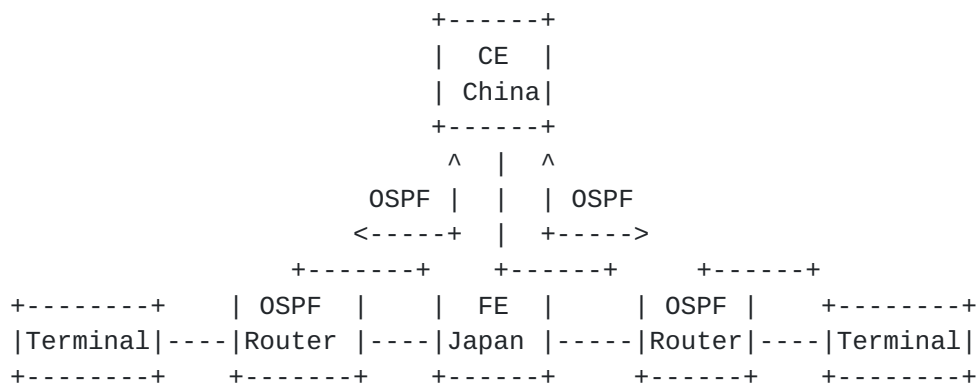 CE
China
OSPF OSPF
OSPF FE OSPF
Terminal Router Japan Router Terminal